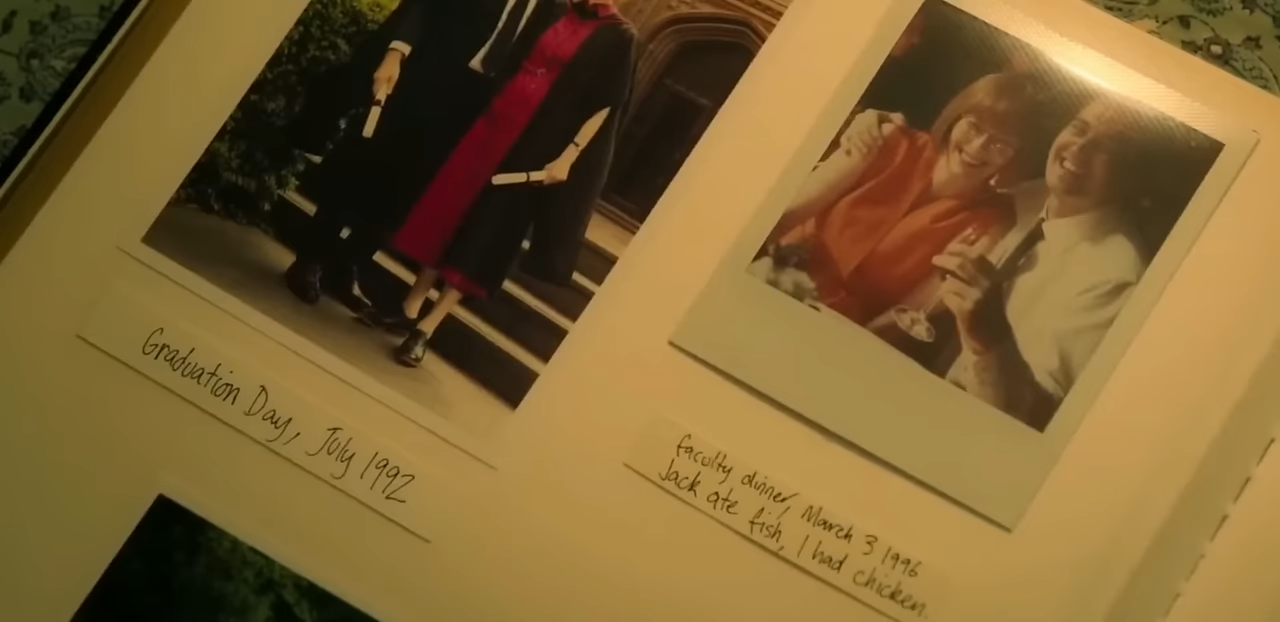 Graduation Day, July 1992
faculty dinner, March 3 1996
Jack ate fish, I had chicken.